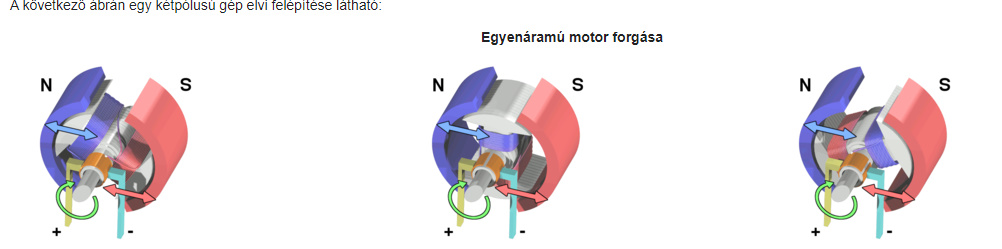 A következő ábrán egy kétpólusú gép elvi felépítése látható:
Egyenáramú motor forgása
N S N S N S
+ - + - + -